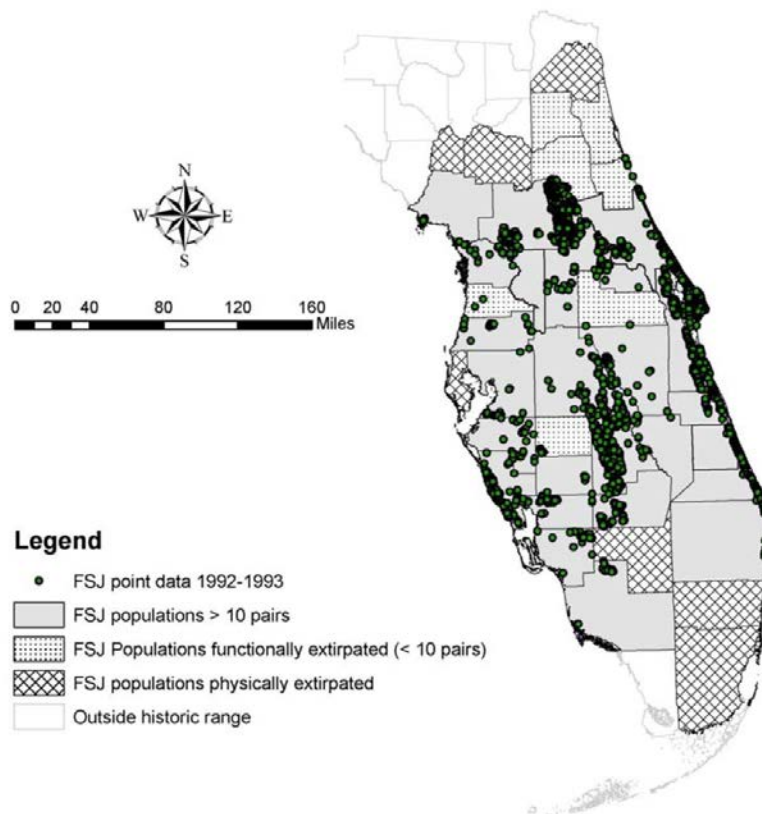 N
W E
S
0 20 40 80 120 160
Miles
Legend
FSJ point data 1992-1993
FSJ populations > 10 pairs
FSJ Populations functionally extirpated (< 10 pairs)
FSJ populations physically extirpated
Outside historic range